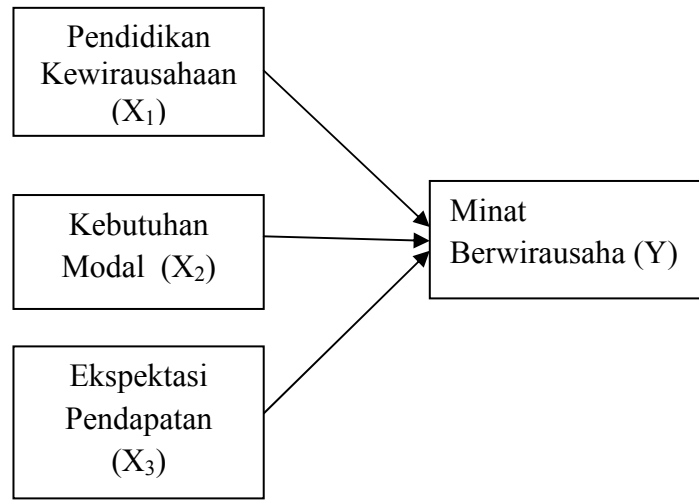 Pendidikan
Kewirausahaan
(X₁)
Kebutuhan
Modal (X₂)
Ekspektasi
Pendapatan
(X₃)
Minat
Berwirausaha (Y)